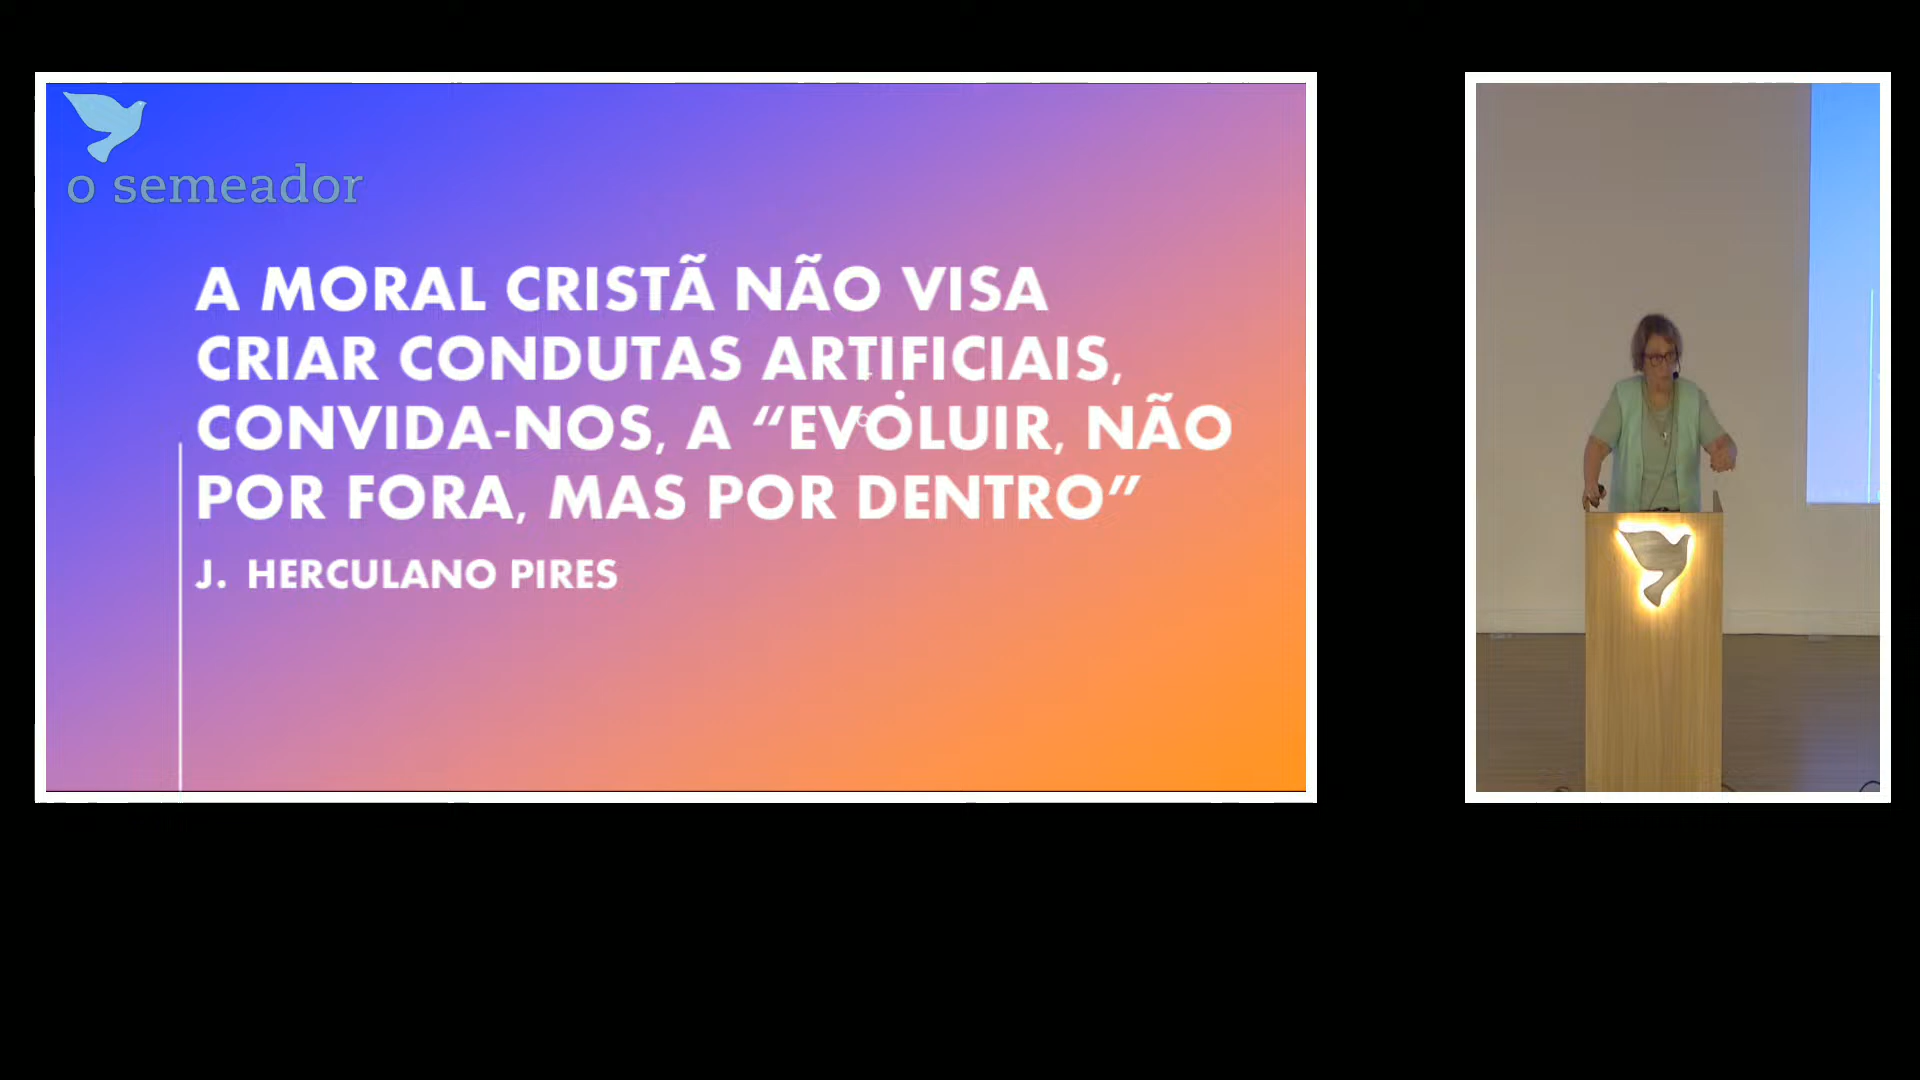 o semeador
A MORAL CRISTÃ NÃO VISA
CRIAR CONDUTAS ARTIFICIAIS,
CONVIDA-NOS, A “EVOLUIR, NÃO
POR FORA, MAS POR DENTRO”
J. HERCULANO PIRES